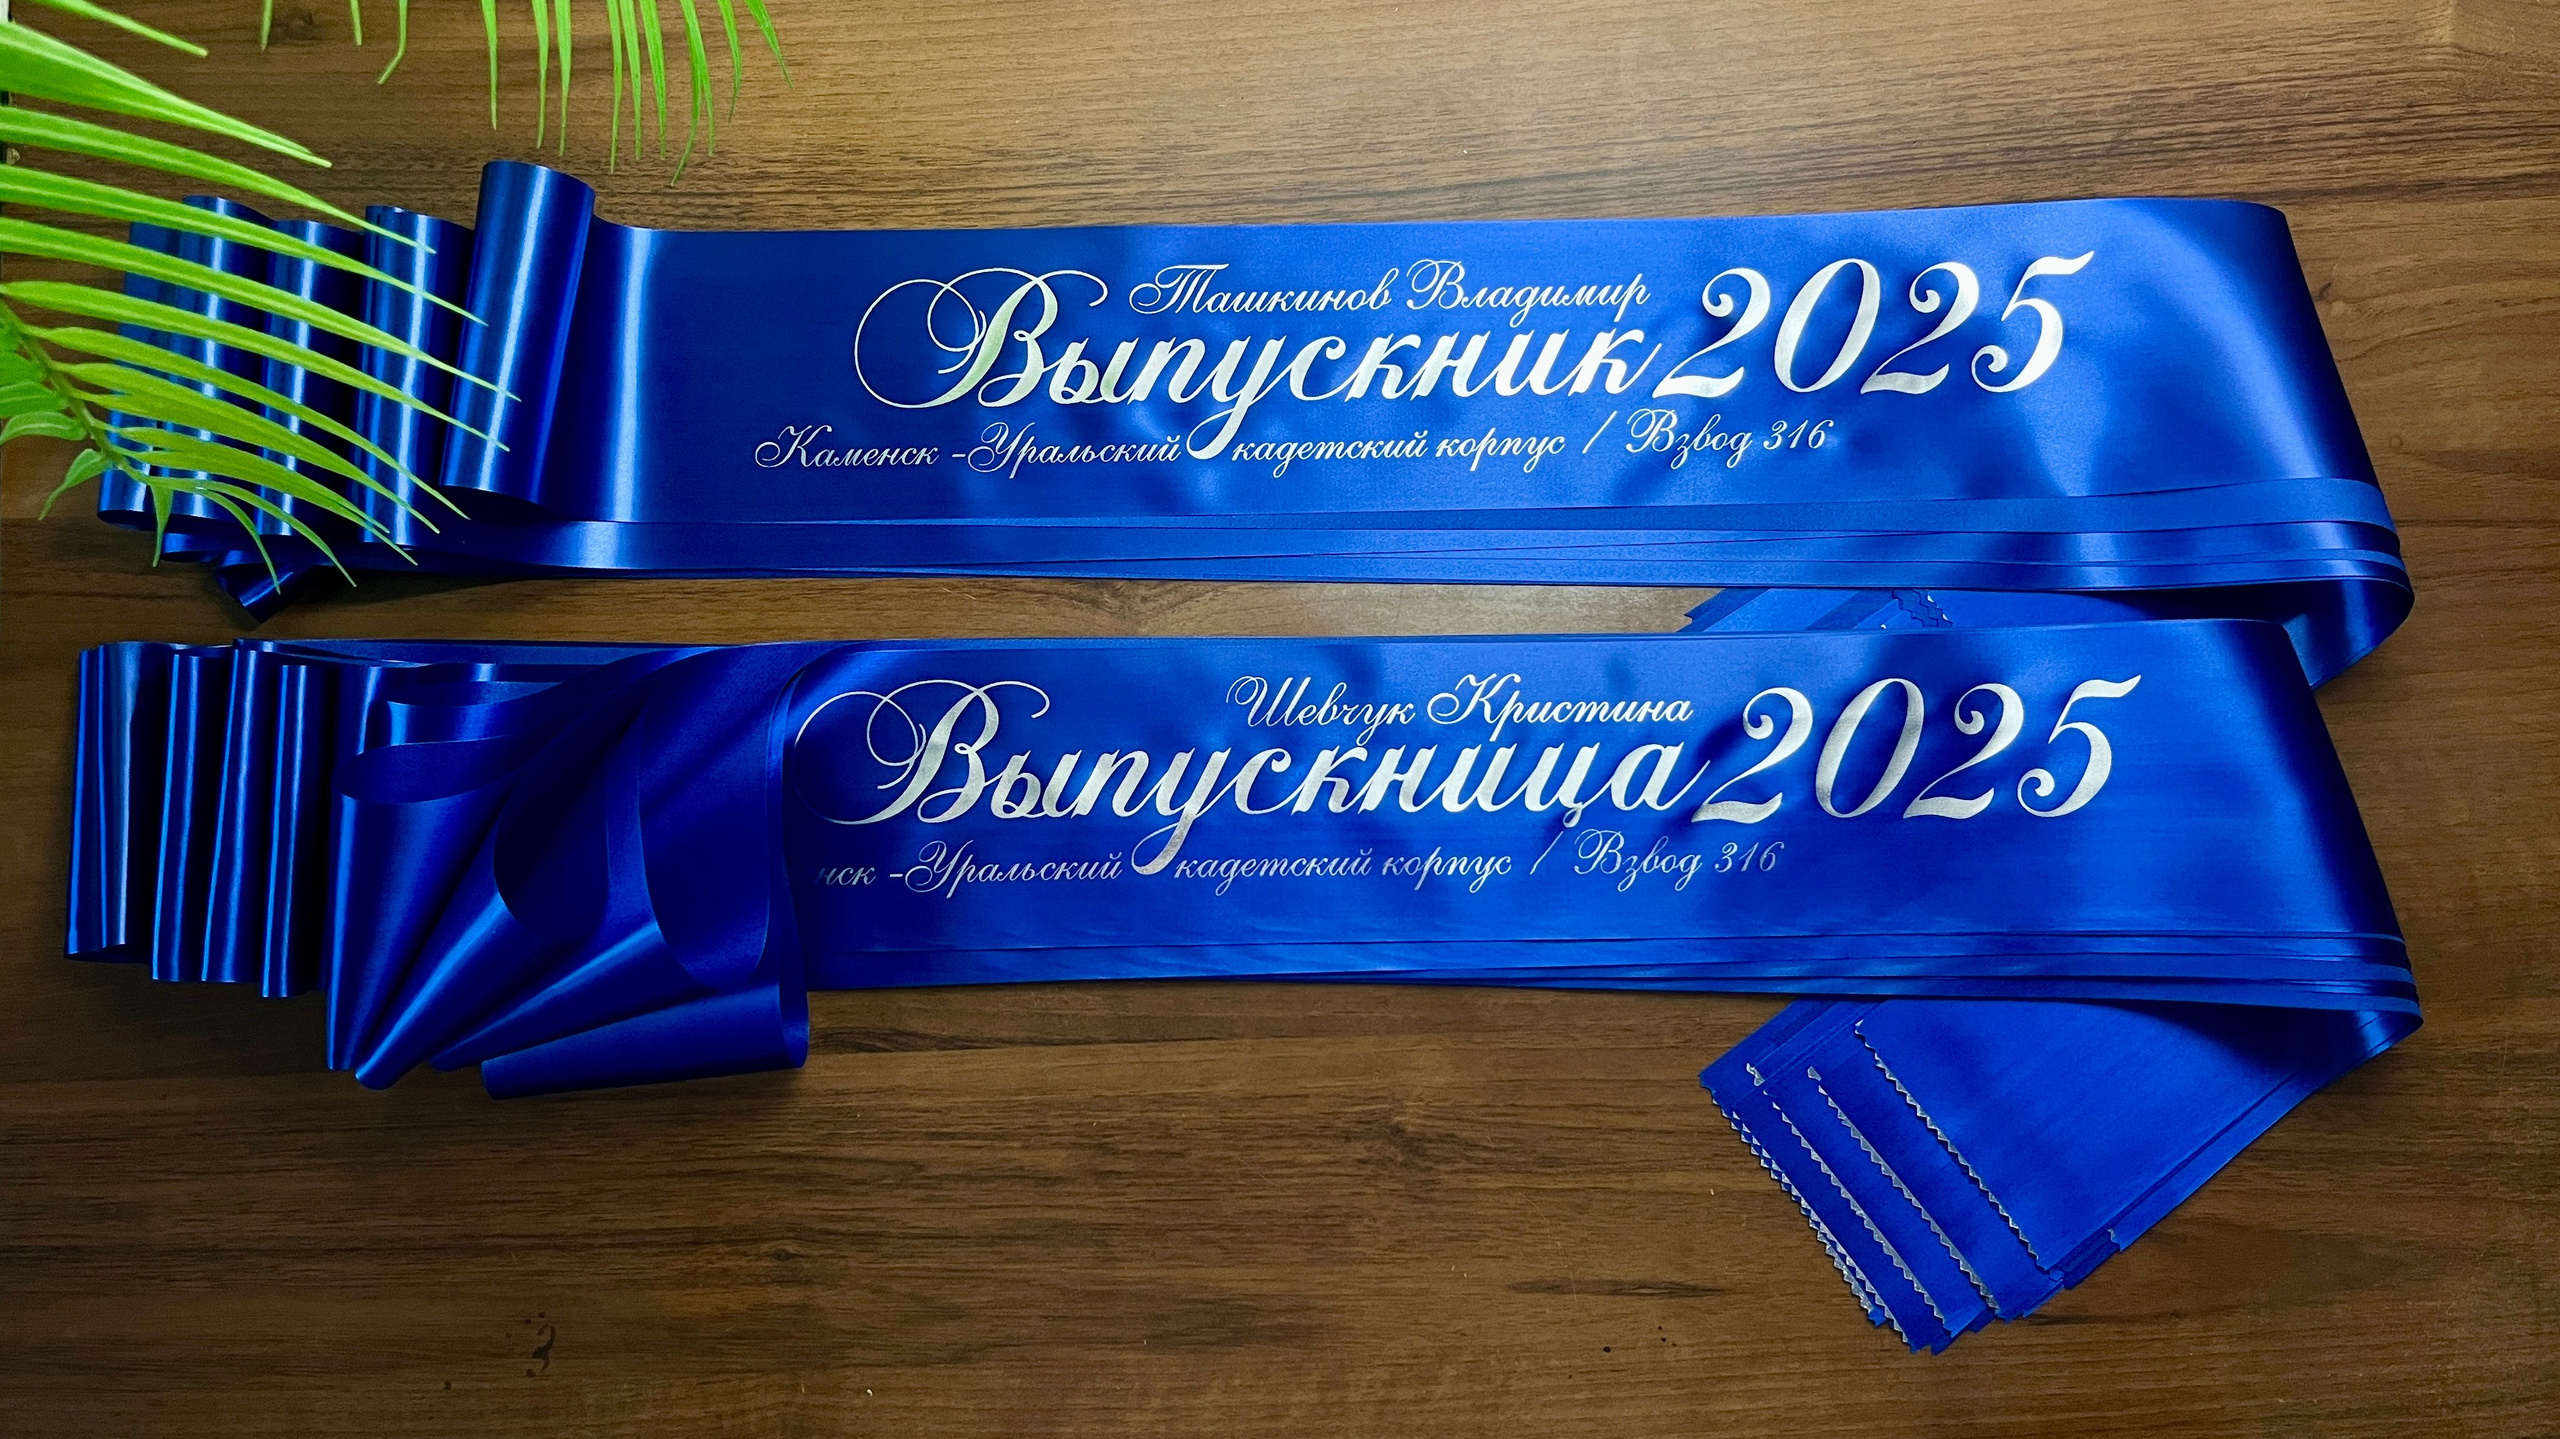 Ташкинов Владимир
Выпускник 2025
Каменск -Уральский кадетский корпус / Взвод 316
Шевчук Кристина
Выпускница 2025
нск -Уральский кадетский корпус / Взвод 316